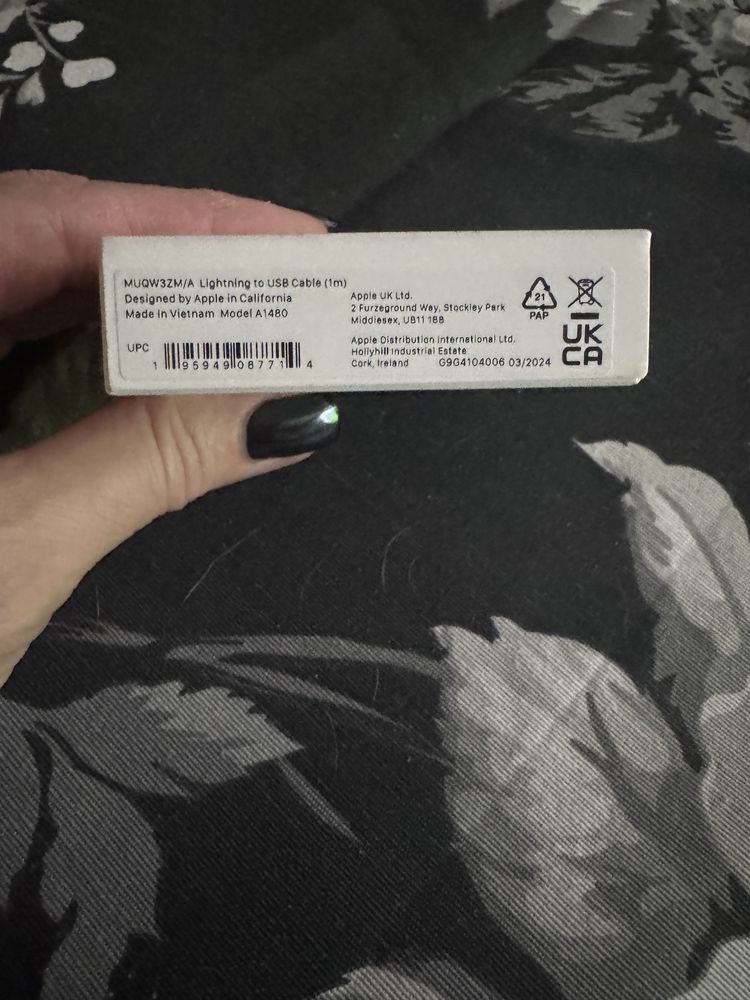 MUQW3ZM/A Lightning to USB Cable (1m)
Designed by Apple in California
Made in Vietnam Model A1480
UPC
1 95949 08771 4
Apple UK Ltd.
2 Furzeground Way, Stockley Park
Middlesex, UB11 1BB
Apple Distribution International Ltd.
Hollyhill Industrial Estate
Cork, Ireland G9G4104006 03/2024
21
PAP
UK
CA